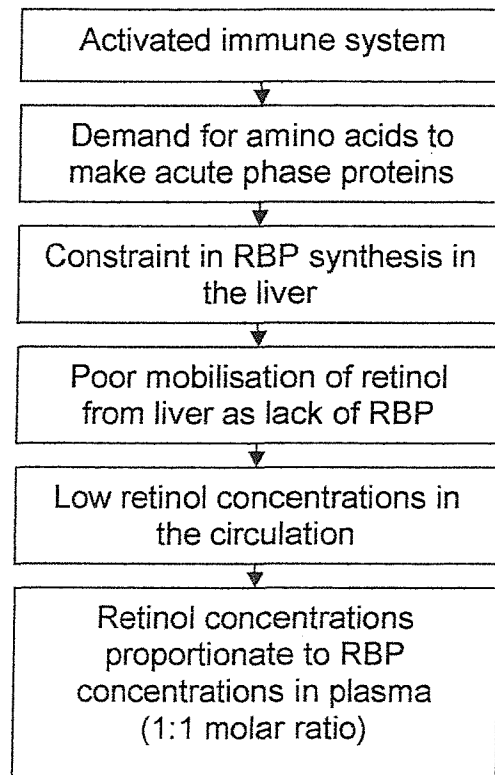 Activated immune system
Demand for amino acids to
make acute phase proteins
Constraint in RBP synthesis in
the liver
Poor mobilisation of retinol
from liver as lack of RBP
Low retinol concentrations in
the circulation
Retinol concentrations
proportionate to RBP
concentrations in plasma
(1:1 molar ratio)